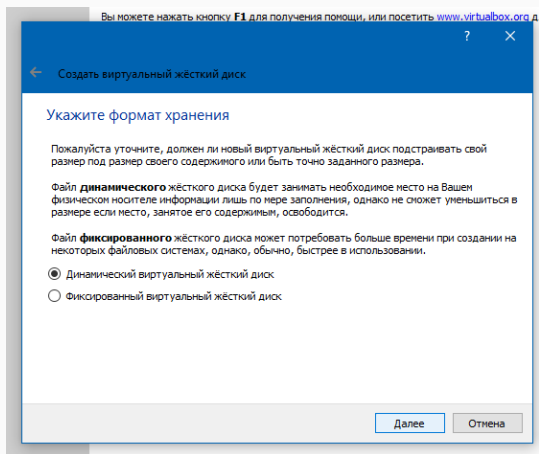 Вы можете нажать кнопку F1 для получения помощи, или посетить www.virtualbox.org д
?
Создать виртуальный жёсткий диск
Укажите формат хранения
Пожалуйста уточните, должен ли новый виртуальный жёсткий диск подстраивать свой
размер под размер своего содержимого или быть точно заданного размера.
Файл динамического жёсткого диска будет занимать необходимое место на Вашем
физическом носителе информации лишь по мере заполнения, однако не сможет уменьшиться в
размере если место, занятое его содержимым, освободится.
Файл фиксированного жёсткого диска может потребовать больше времени при создании на
некоторых файловых системах, однако, обычно, быстрее в использовании.
Динамический виртуальный жёсткий диск
Фиксированный виртуальный жёсткий диск
Далее Отмена